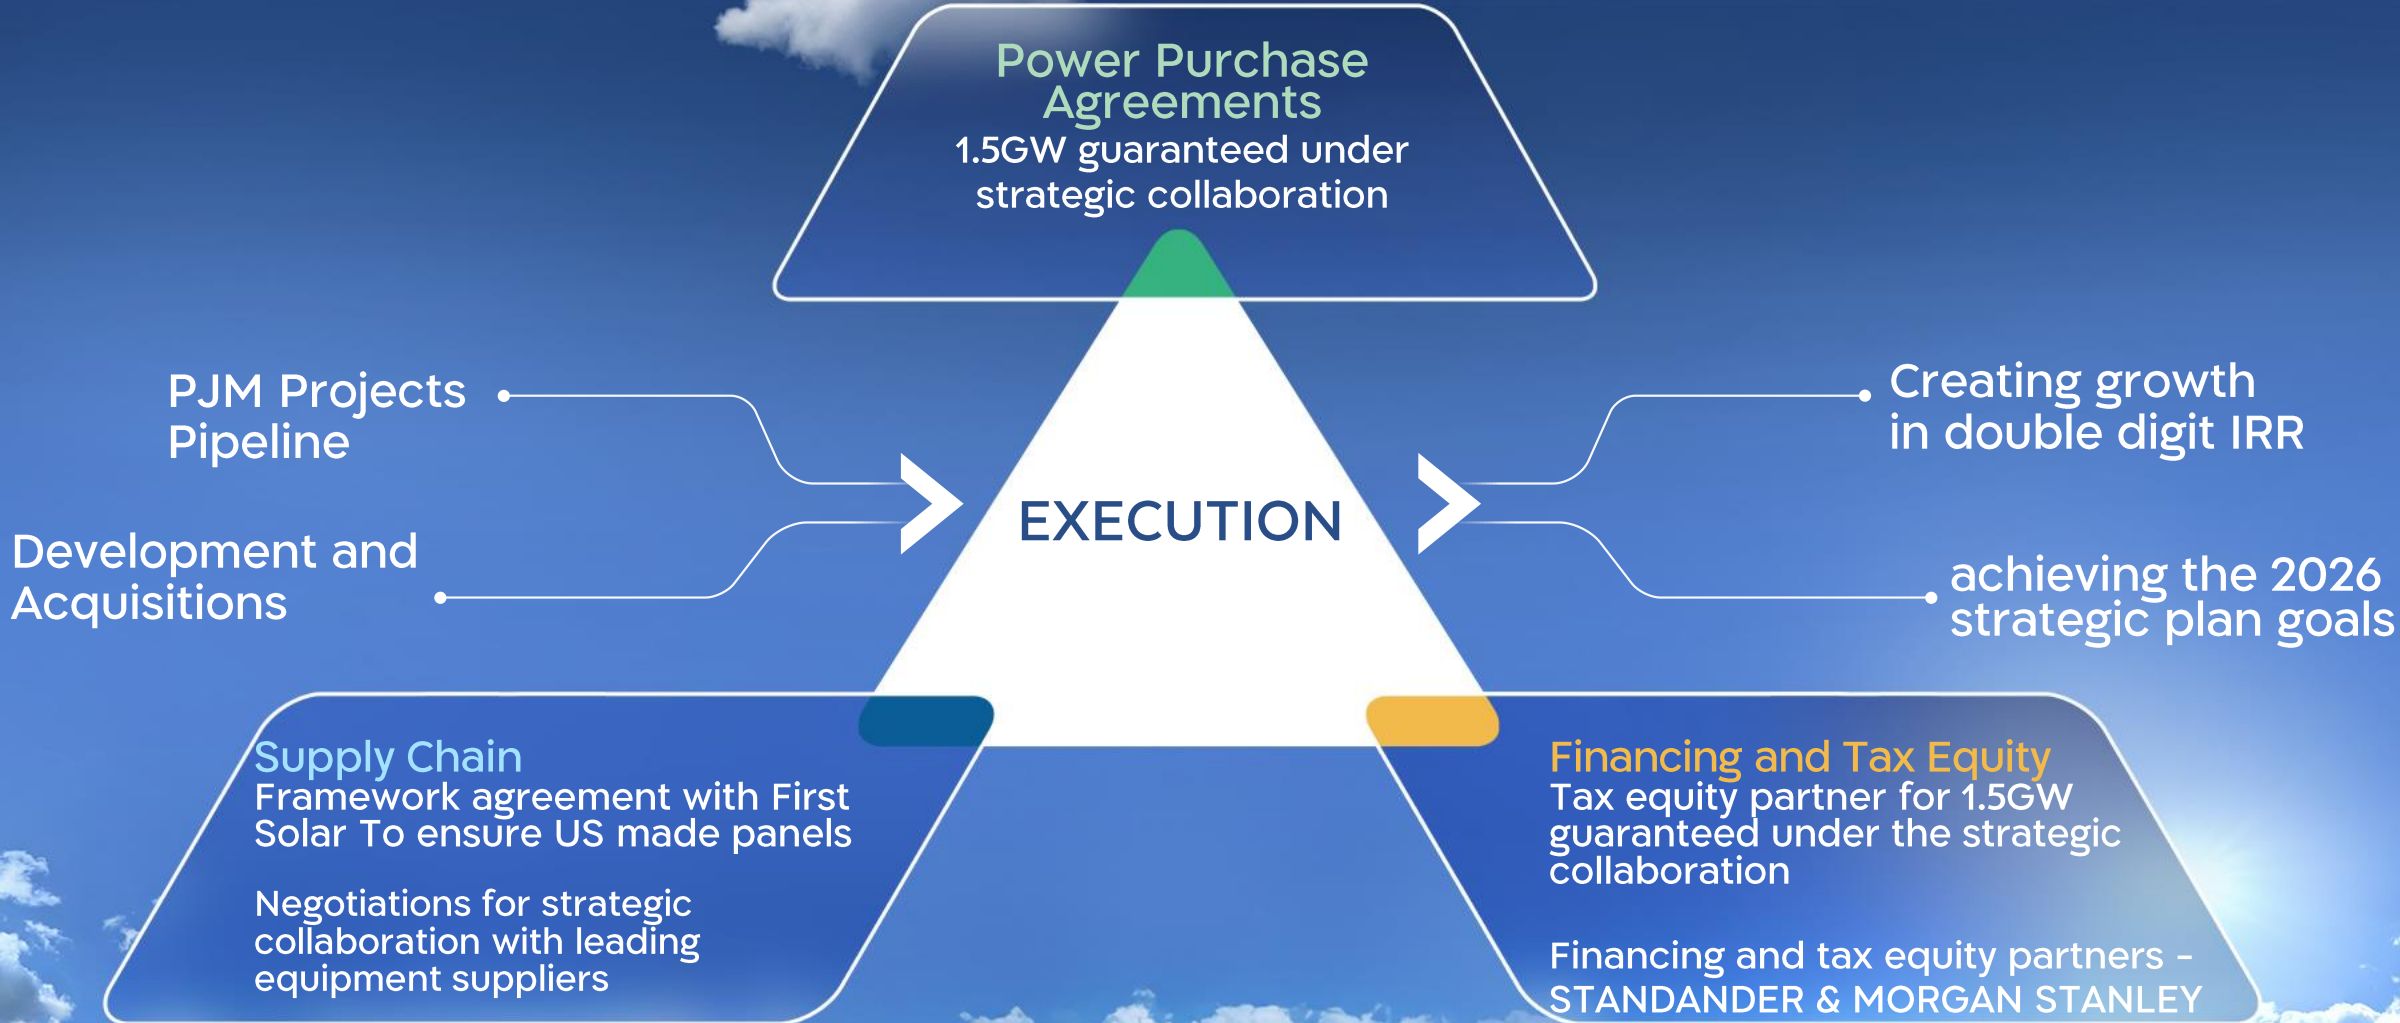 Power Purchase
Agreements
1.5GW guaranteed under
strategic collaboration
PJM Projects
Pipeline
Development and
Acquisitions
EXECUTION
Creating growth
in double digit IRR
achieving the 2026
strategic plan goals
Supply Chain
Framework agreement with First
Solar To ensure US made panels
Negotiations for strategic
collaboration with leading
equipment suppliers
Financing and Tax Equity
Tax equity partner for 1.5GW
guaranteed under the strategic
collaboration
Financing and tax equity partners -
STANDANDER & MORGAN STANLEY